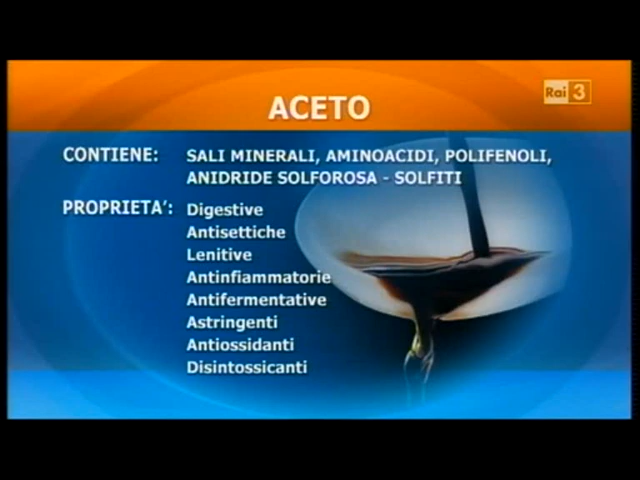 Rai 3
ACETO
CONTIENE: SALI MINERALI, AMINOACIDI, POLIFENOLI,
ANIDRIDE SOLFOROSA - SOLFITI
PROPRIETA': Digestive
Antisettiche
Lenitive
Antinfiammatorie
Antifermentative
Astringenti
Antiossidanti
Disintossicanti